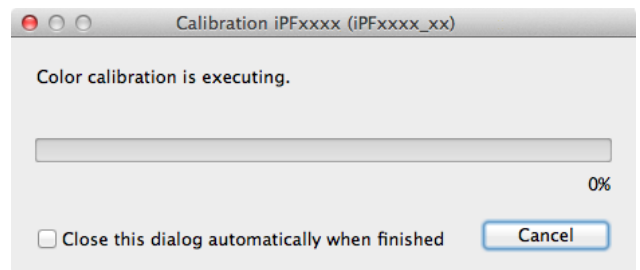 Calibration iPFxxxx (iPFxxxx_xx)
Color calibration is executing.
0%
Close this dialog automatically when finished
Cancel